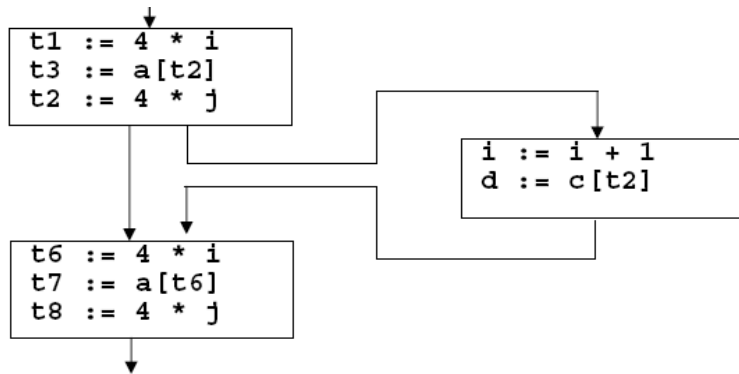 t1 := 4 * i
t3 := a[t2]
t2 := 4 * j
i := i + 1
d := c[t2]
t6 := 4 * i
t7 := a[t6]
t8 := 4 * j